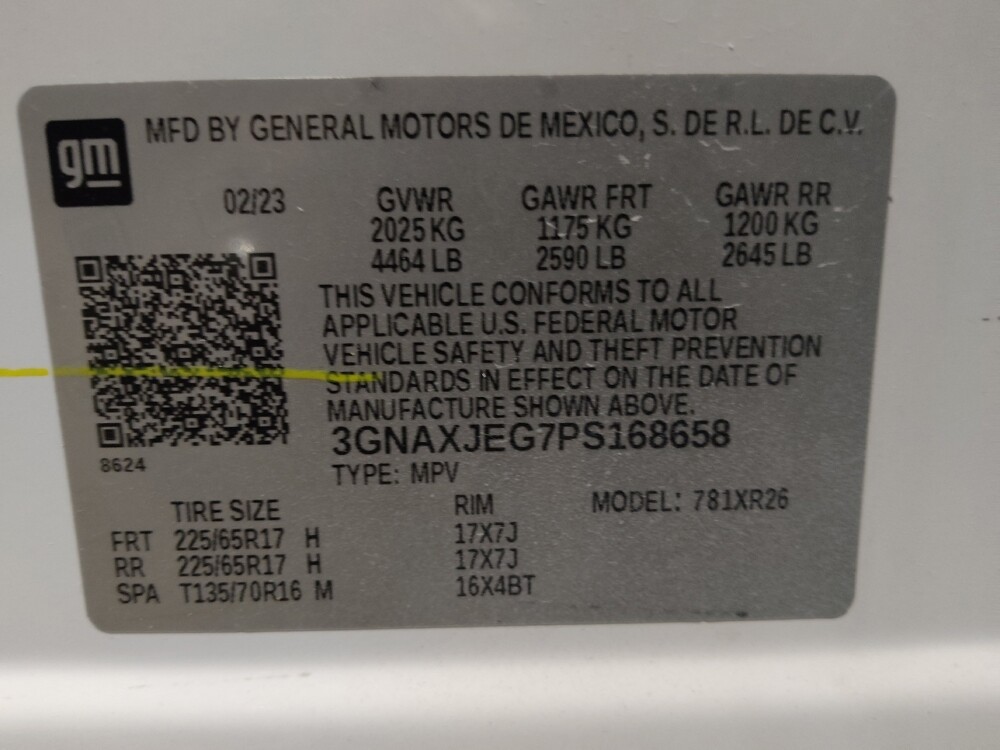 gm
MFD BY GENERAL MOTORS DE MEXICO, S. DE R.L. DE C.V.
02/23 GVWR GAWR FRT GAWR RR
2025 KG 1175 KG 1200 KG
4464 LB 2590 LB 2645 LB
THIS VEHICLE CONFORMS TO ALL
APPLICABLE U.S. FEDERAL MOTOR
VEHICLE SAFETY AND THEFT PREVENTION
STANDARDS IN EFFECT ON THE DATE OF
MANUFACTURE SHOWN ABOVE.
3GNAXJEG7PS168658
8624
TYPE: MPV
TIRE SIZE RIM MODEL: 781XR26
FRT 225/65R17 H 17X7J
RR 225/65R17 H 17X7J
SPA T135/70R16 M 16X4BT